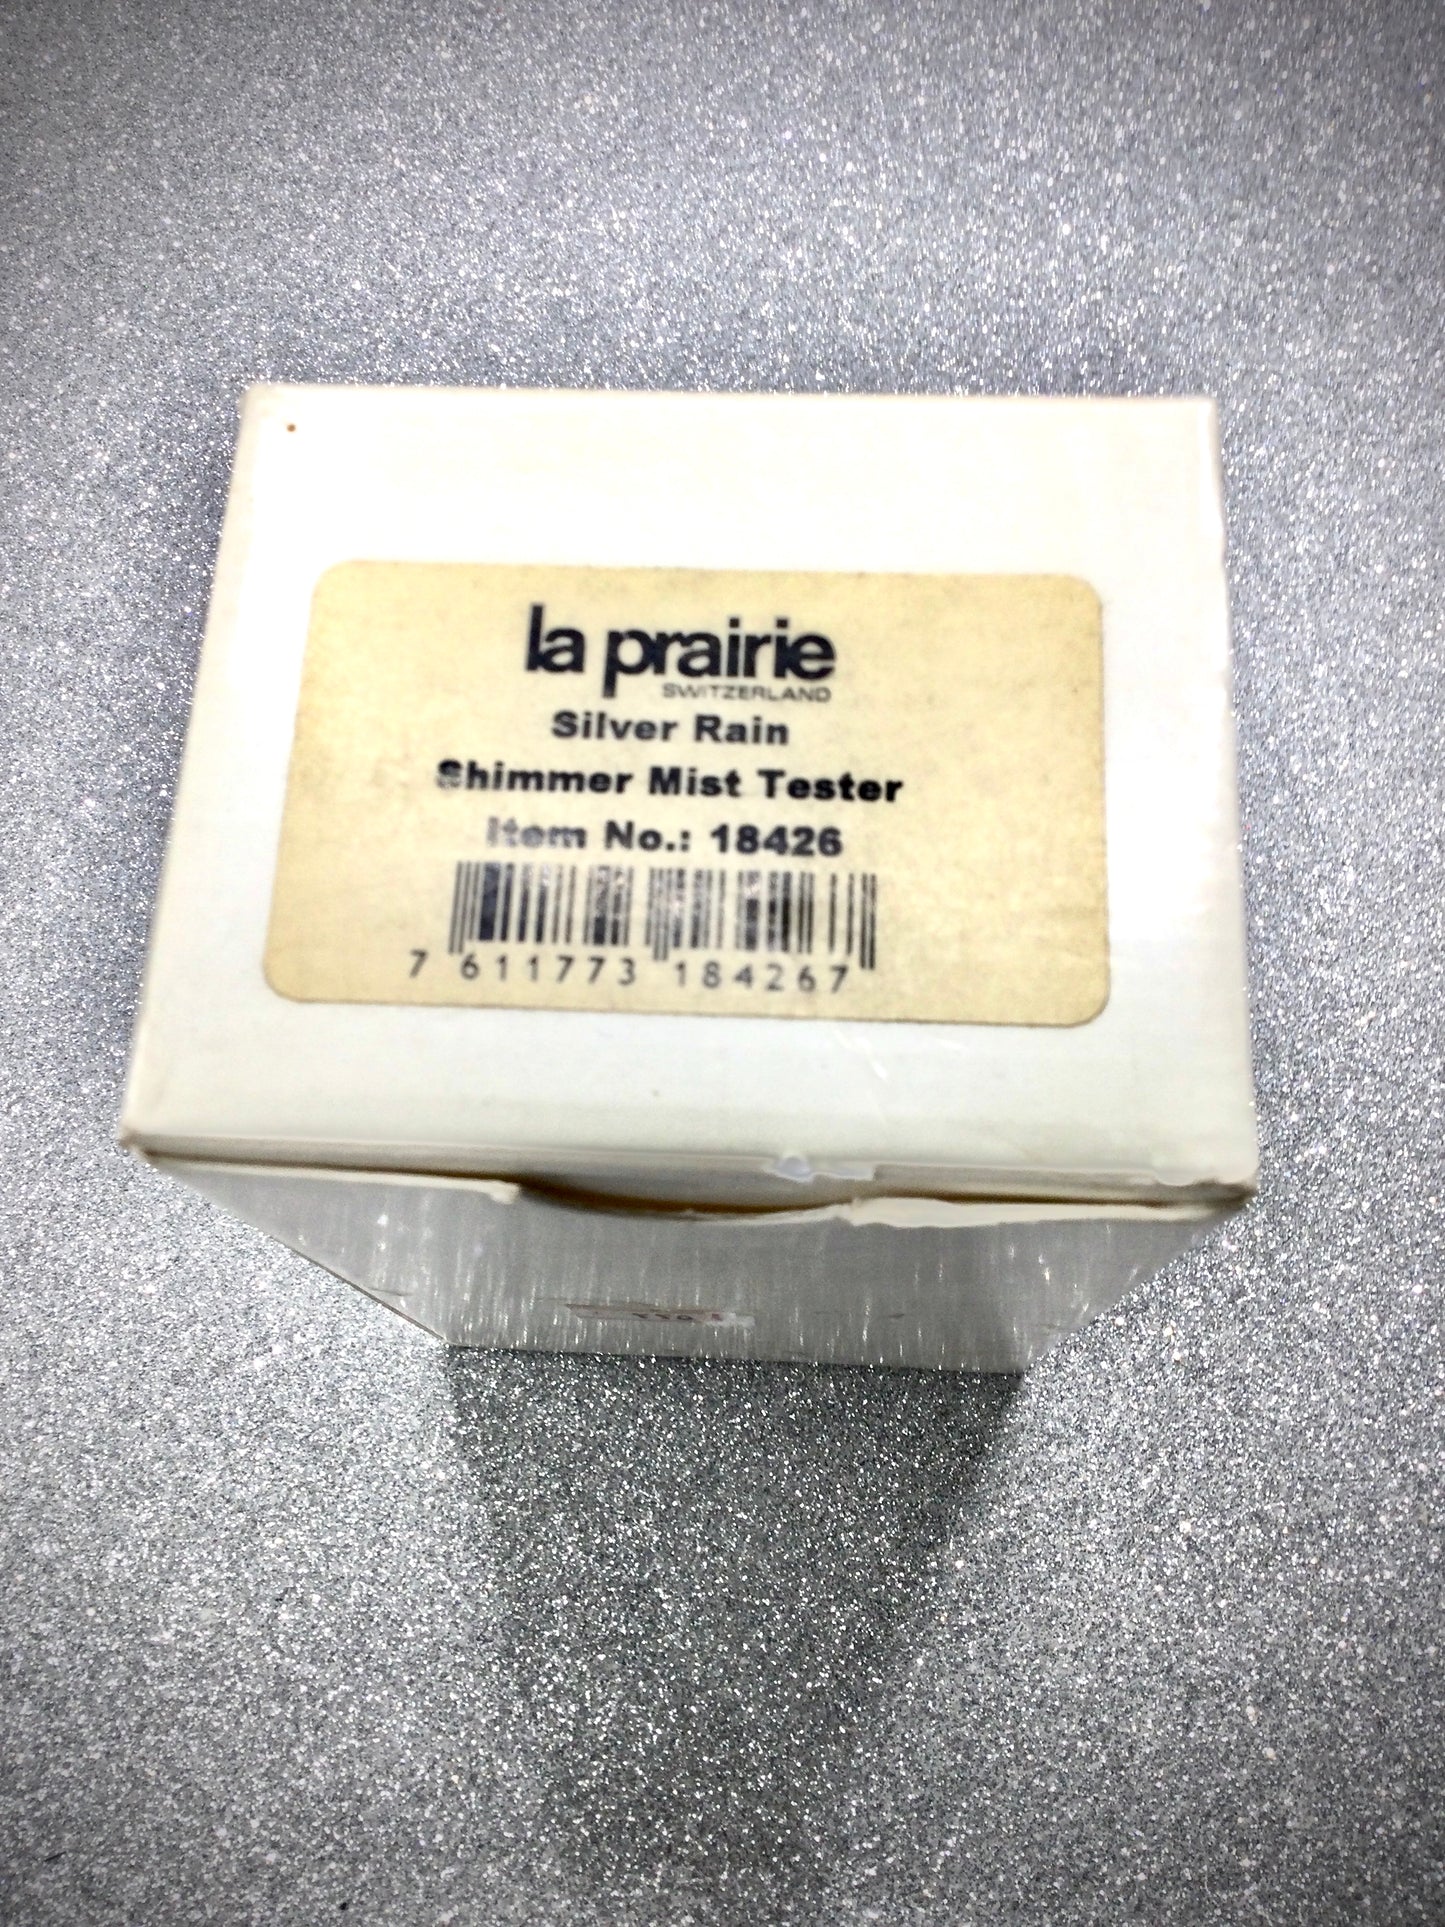 la prairie
SWITZERLAND
Silver Rain
Shimmer Mist Tester
Item No.: 18426
7 611773 184267